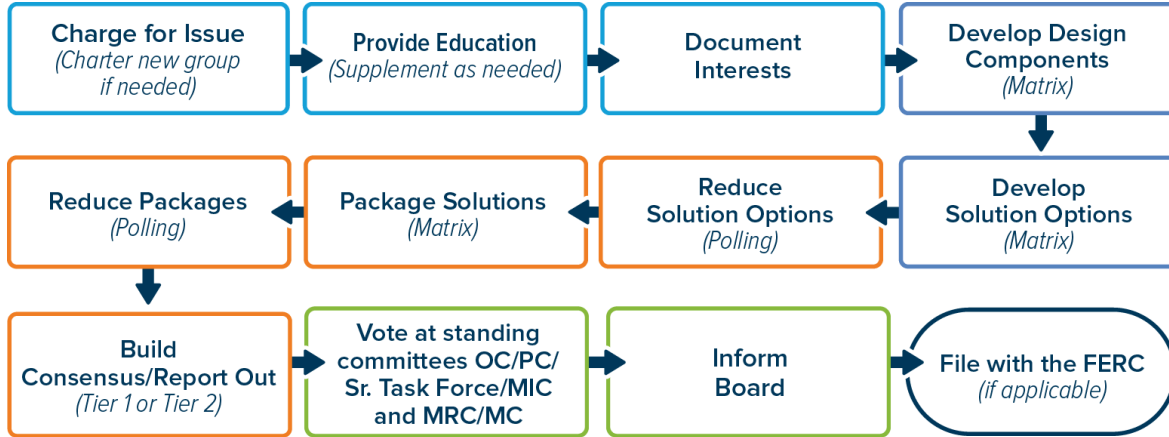 Charge for Issue
(Charter new group
if needed)
Provide Education
(Supplement as needed)
Document
Interests
Develop Design
Components
(Matrix)
Develop
Solution Options
(Matrix)
Reduce
Solution Options
(Polling)
Package Solutions
(Matrix)
Reduce Packages
(Polling)
Build
Consensus/Report Out
(Tier 1 or Tier 2)
Vote at standing
committees OC/PC/
Sr. Task Force/MIC
and MRC/MC
Inform
Board
File with the FERC
(if applicable)